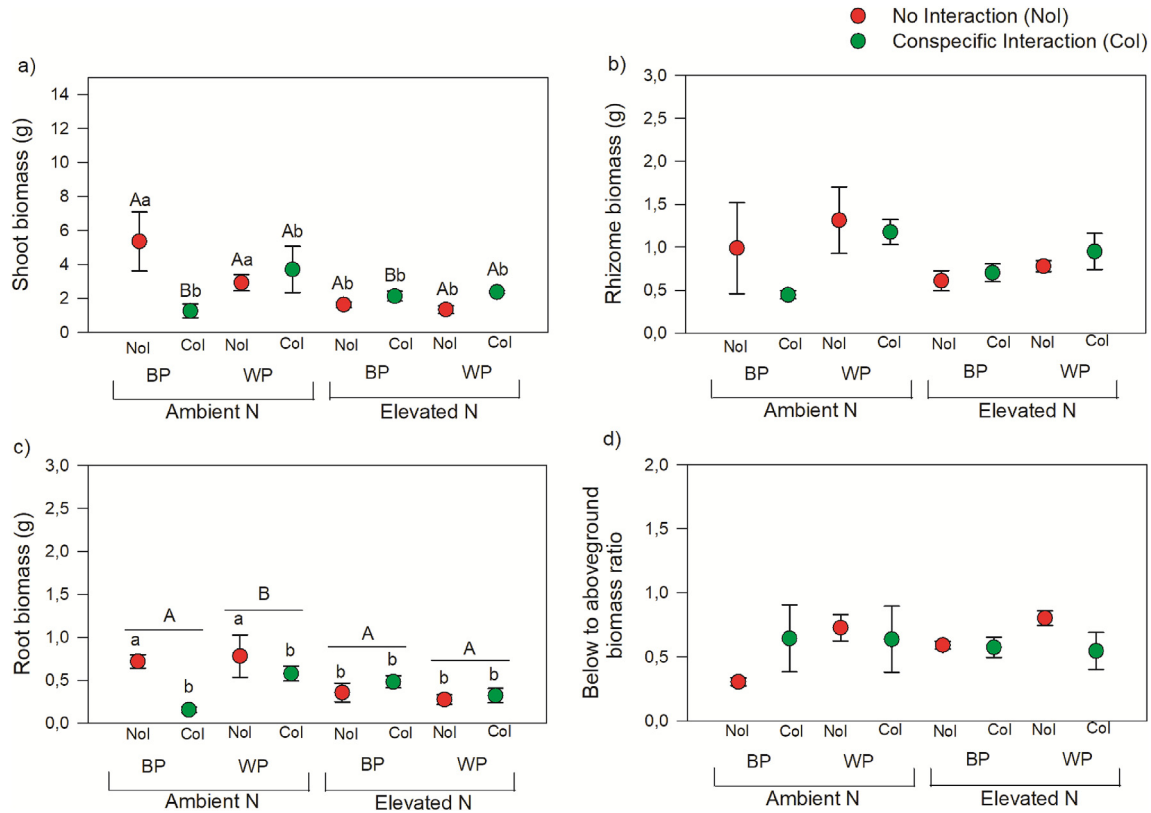 No Interaction (NoI)
Conspecific Interaction (CoI)
a)
Shoot biomass (g)
14
12
10
8
6
4
2
0
Aa
Bb
Aa
Ab
Ab
Bb
Ab
Ab
NoI CoI NoI CoI NoI CoI NoI CoI
BP WP BP WP
Ambient N Elevated N
b)
Rhizome biomass (g)
3,0
2,5
2,0
1,5
1,0
0,5
0,0
NoI CoI NoI CoI NoI CoI NoI CoI
BP WP BP WP
Ambient N Elevated N
c)
Root biomass (g)
3,0
2,5
2,0
1,5
1,0
0,5
0,0
A B A A
a b a b b b b b
NoI CoI NoI CoI NoI CoI NoI CoI
BP WP BP WP
Ambient N Elevated N
d)
Below to aboveground
biomass ratio
2,0
1,5
1,0
0,5
0,0
NoI CoI NoI CoI NoI CoI NoI CoI
BP WP BP WP
Ambient N Elevated N